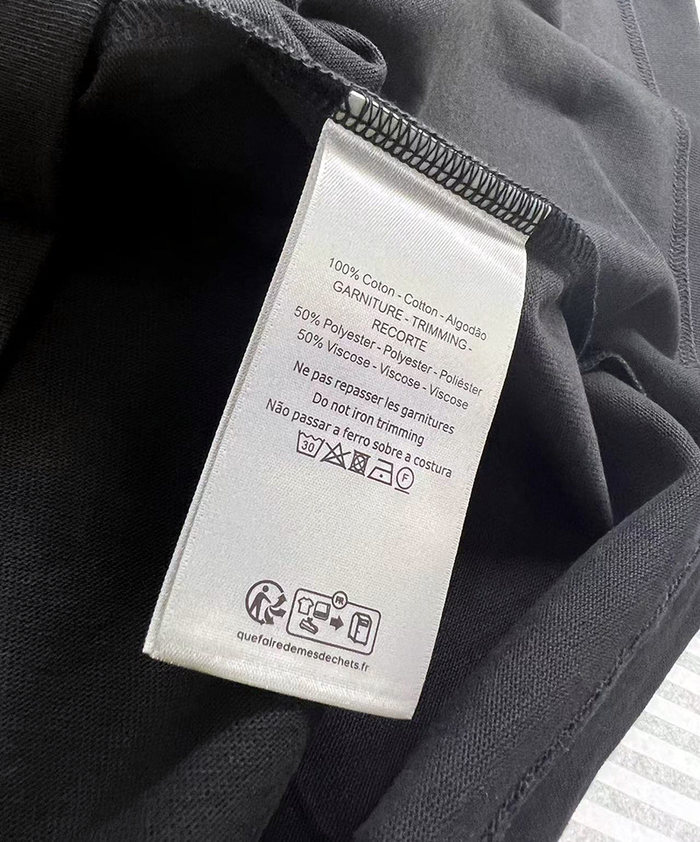 100% Coton - Cotton - Algodão
GARNITURE - TRIMMING -
RECORTE
50% Polyester - Polyester - Poliéster
50% Viscose - Viscose - Viscose
Ne pas repasser les garnitures
Do not iron trimming
Não passar a ferro sobre a costura
30
F
FR
quefairedemesdechets.fr